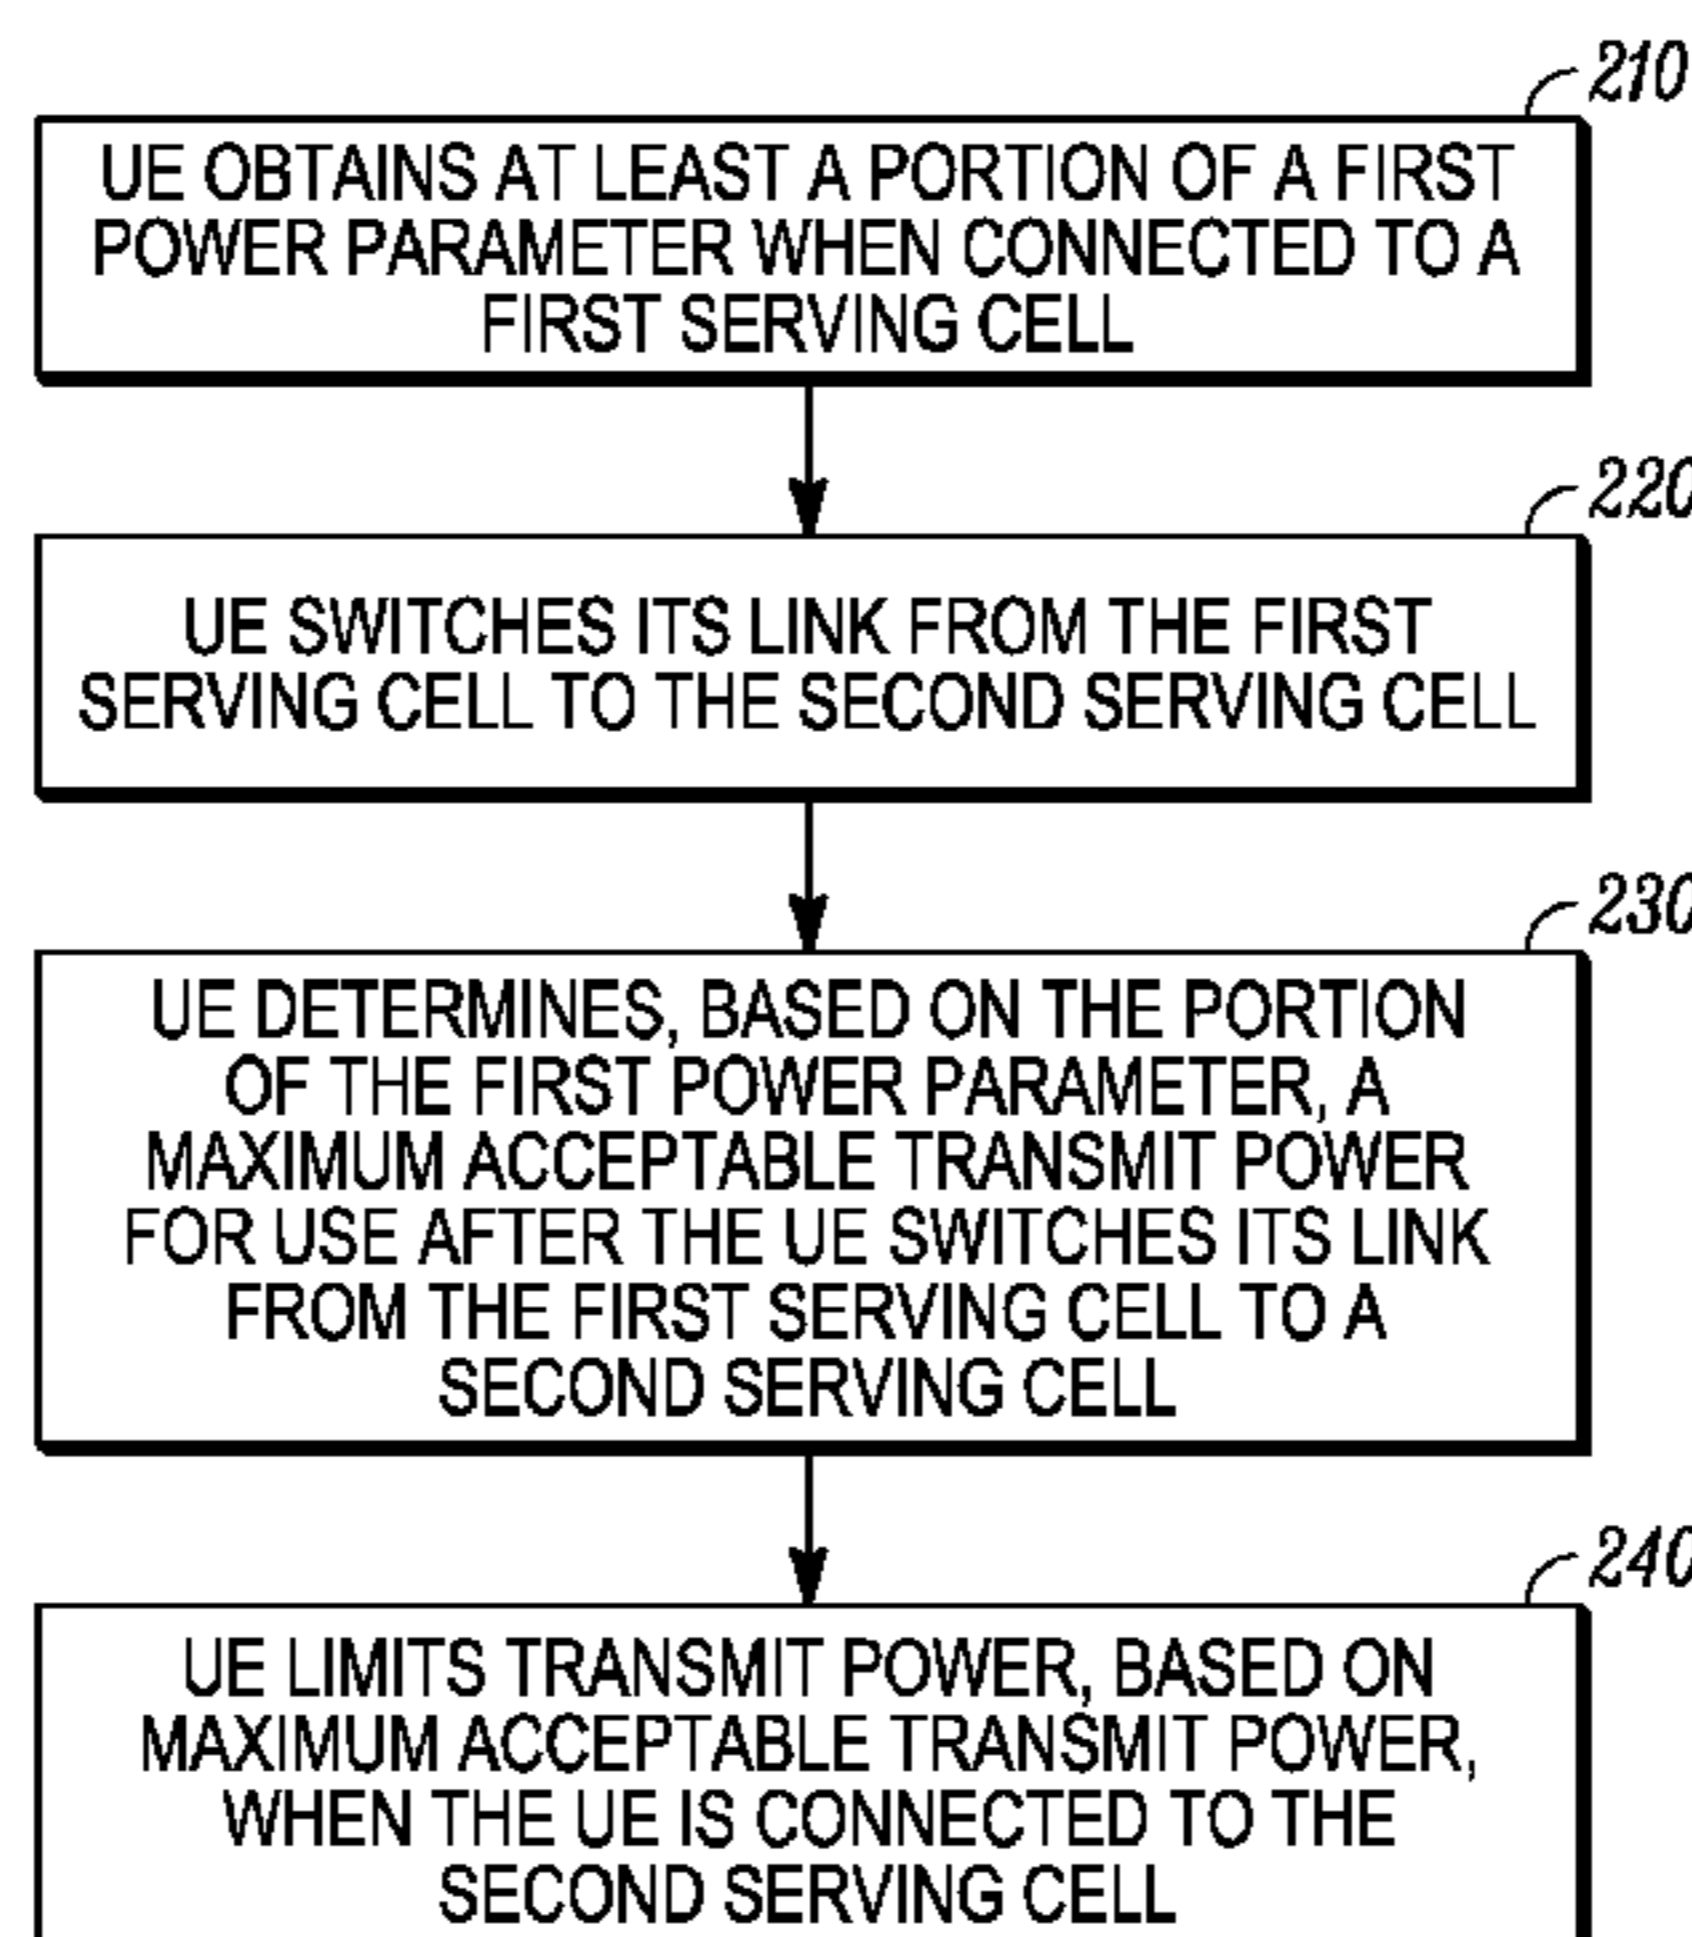 210
UE OBTAINS AT LEAST A PORTION OF A FIRST
POWER PARAMETER WHEN CONNECTED TO A
FIRST SERVING CELL
220
UE SWITCHES ITS LINK FROM THE FIRST
SERVING CELL TO THE SECOND SERVING CELL
230
UE DETERMINES, BASED ON THE PORTION
OF THE FIRST POWER PARAMETER, A
MAXIMUM ACCEPTABLE TRANSMIT POWER
FOR USE AFTER THE UE SWITCHES ITS LINK
FROM THE FIRST SERVING CELL TO A
SECOND SERVING CELL
240
UE LIMITS TRANSMIT POWER, BASED ON
MAXIMUM ACCEPTABLE TRANSMIT POWER,
WHEN THE UE IS CONNECTED TO THE
SECOND SERVING CELL